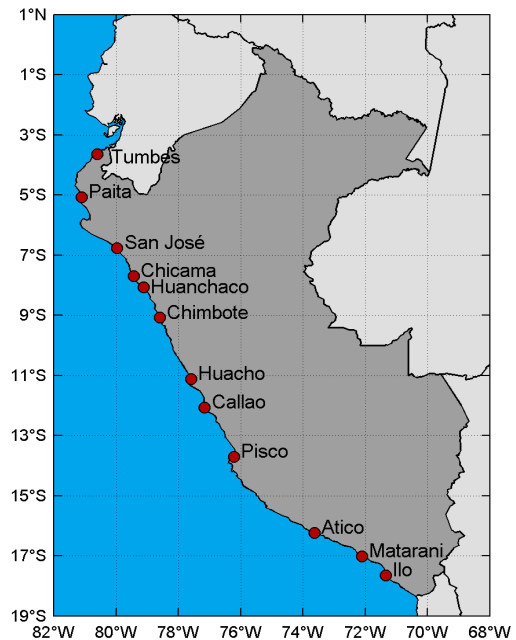 1°N
1°S
3°S
Tumbes
5°S
Paita
San José
7°S
Chicama
Huanchaco
9°S
Chimbote
11°S
Huacho
Callao
13°S
Pisco
15°S
Atico
17°S
Matarani
Ilo
19°S
82°W 80°W 78°W 76°W 74°W 72°W 70°W 68°W